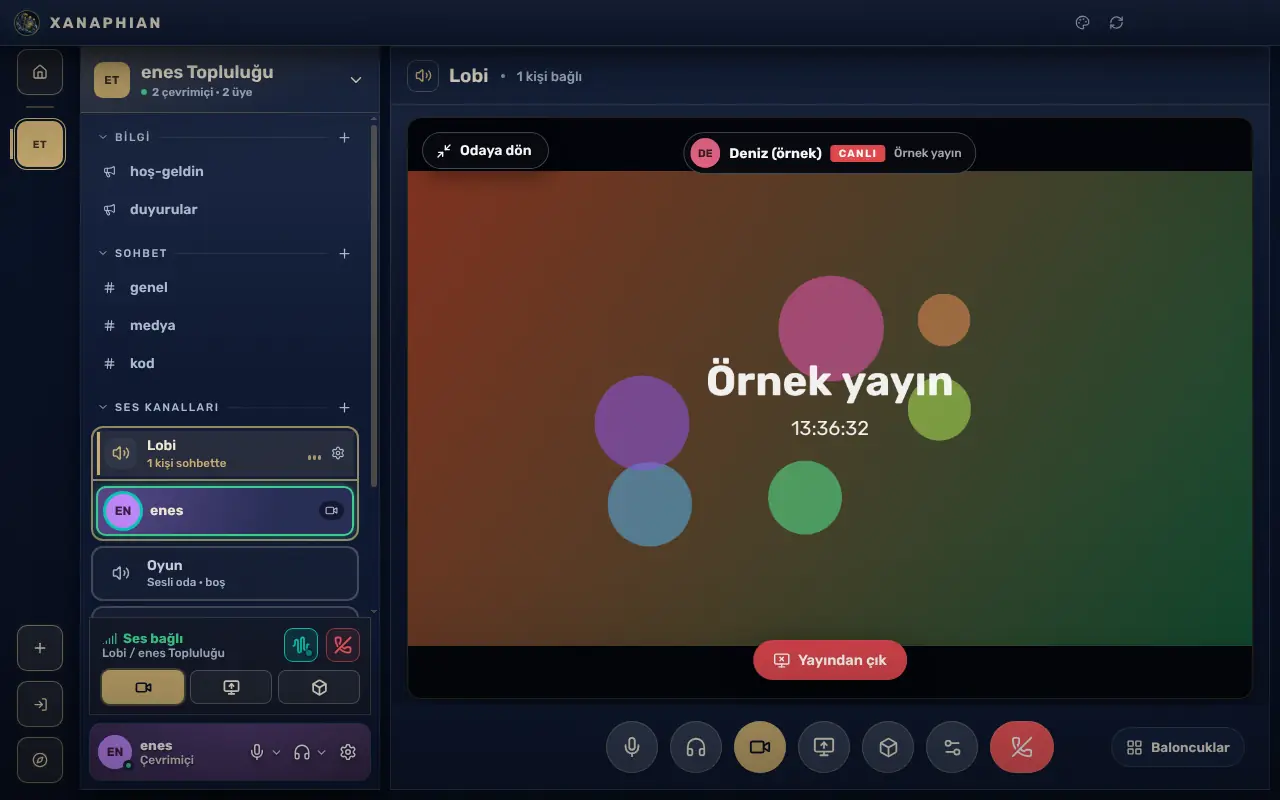 XANAPHIAN
ET
ET
enes Topluluğu
2 çevrimiçi • 2 üye
BİLGİ
hoş-geldin
duyurular
SOHBET
# genel
# medya
# kod
SES KANALLARI
Lobi
1 kişi sohbette
EN enes
Oyun
Sesli oda • boş
Ses bağlı
Lobi / enes Topluluğu
EN
enes
Çevrimiçi
Lobi • 1 kişi bağlı
Odaya dön
DE Deniz (örnek) CANLI Örnek yayın
Örnek yayın
13:36:32
Yayından çık
Baloncuklar